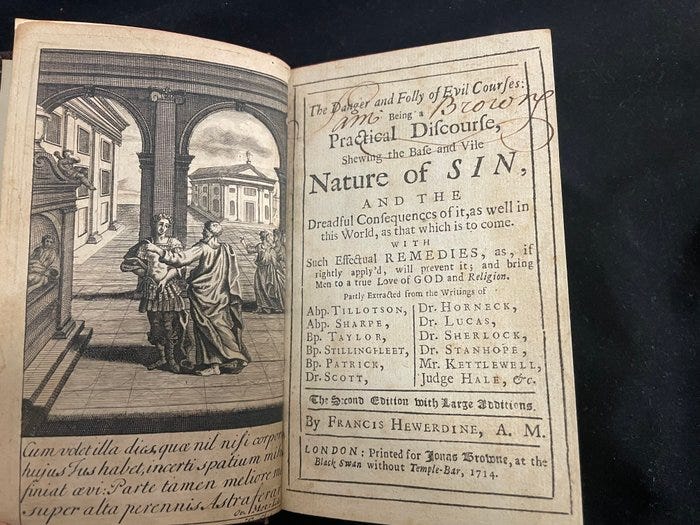 Cum volet illa dies, quæ nil nisi corpor
hujus Jus habet, incerti spatium mihi
finiat ævi: Parte tamen meliore m
super alta perennis Astra ferar
The Danger and Folly of Evil Courses:
Sam: Browne
Being a
Practical Diſcourſe,
Shewing the Baſe and Vile
Nature of SIN,
AND THE
Dreadful Conſequences of it, as well in
this World, as that which is to come.
WITH
Such Effectual REMEDIES, as, if
rightly apply'd, will prevent it; and bring
Men to a true Love of GOD and Religion.
Partly Extracted from the Writings of
Abp. TILLOTSON,
Abp. SHARPE,
Bp. TAYLOR,
Bp. STILLINGFLEET,
Bp. PATRICK,
Dr. SCOTT,
Dr. HORNECK,
Dr. LUCAS,
Dr. SHERLOCK,
Dr. STANHOPE,
Mr. KETTLEWELL,
Judge HALE, &c.
The Second Edition with Large Additions.
By FRANCIS HEWERDINE, A. M.
LONDON: Printed for Jonas Browne, at the
Black Swan without Temple-Bar, 1714.